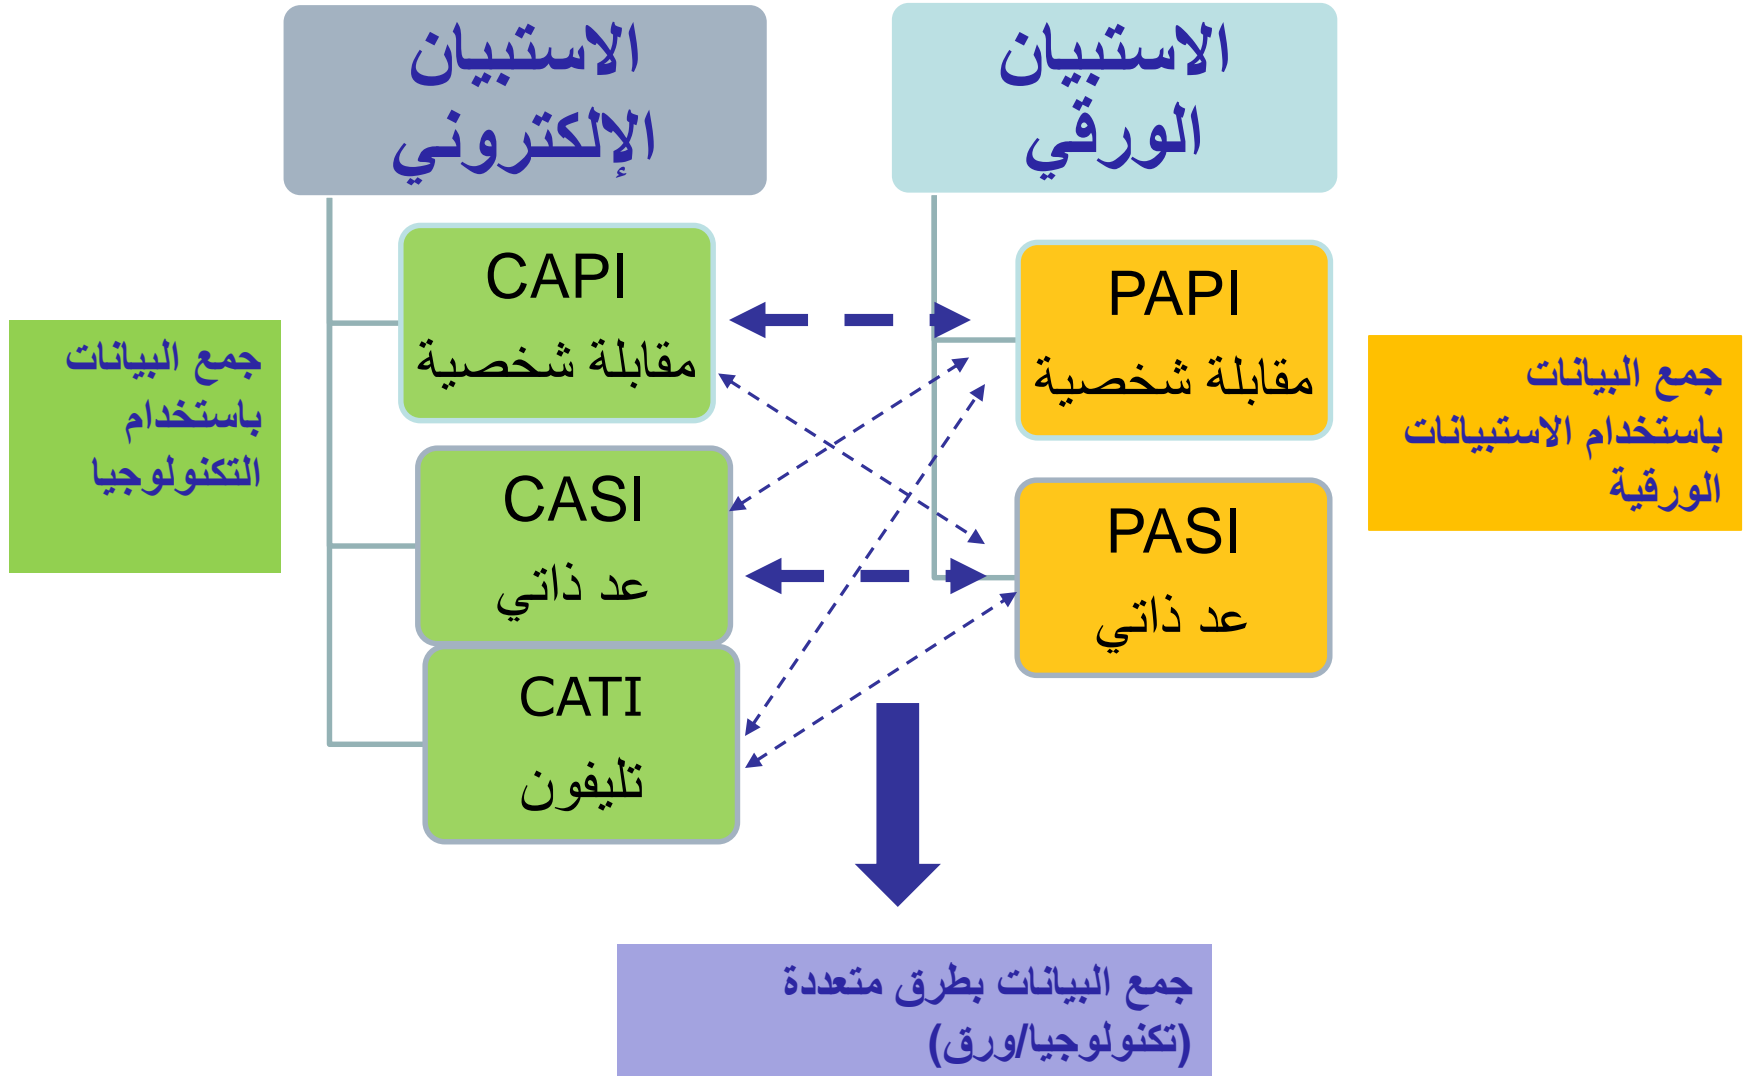 الاستبيان
الورقي
PAPI
مقابلة شخصية
PASI
عد ذاتي
جمع البيانات
باستخدام الاستبيانات
الورقية
الاستبيان
الإلكتروني
CAPI
مقابلة شخصية
CASI
عد ذاتي
CATI
تليفون
جمع البيانات
باستخدام
التكنولوجيا
جمع البيانات بطرق متعددة
(تكنولوجيا/ورق)